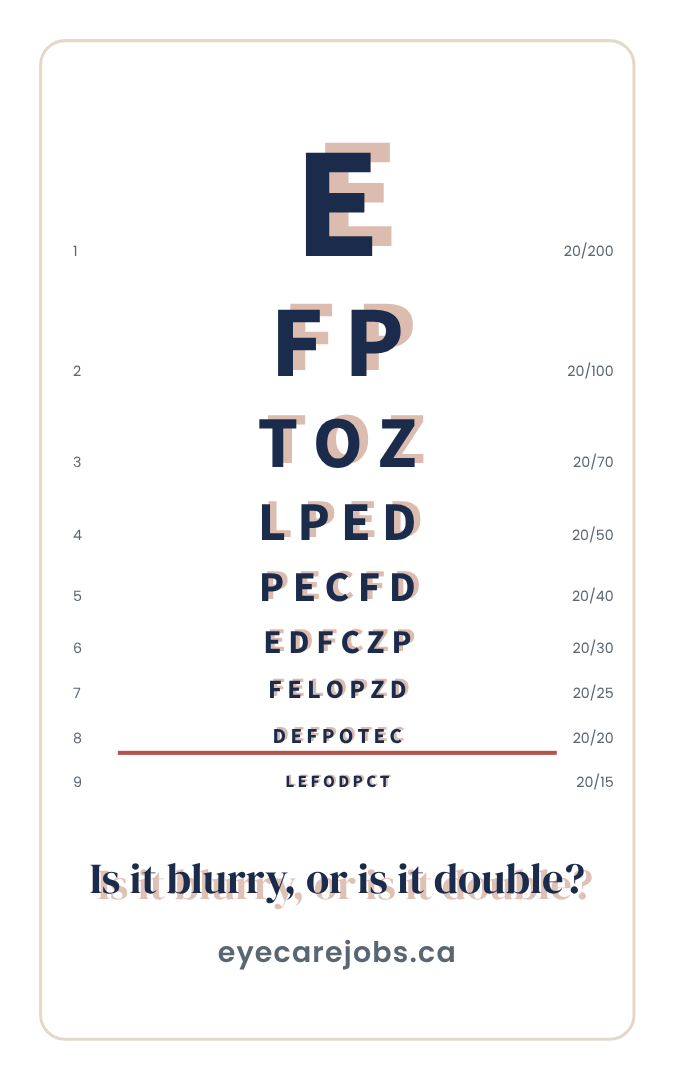 E
1 20/200
F P
2 20/100
T O Z
3 20/70
L P E D
4 20/50
P E C F D
5 20/40
E D F C Z P
6 20/30
F E L O P Z D
7 20/25
D E F P O T E C
8 20/20
L E F O D P C T
9 20/15
Is it blurry, or is it double?
eyecarejobs.ca